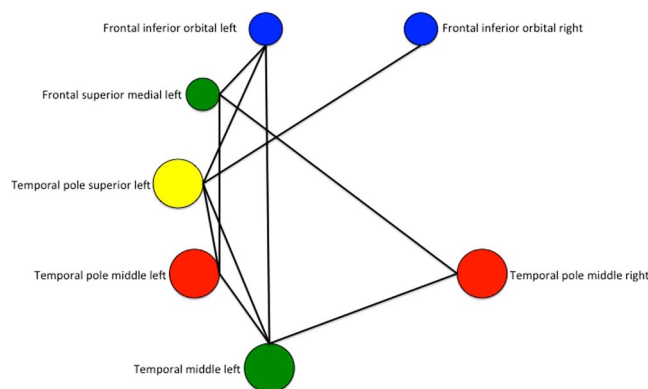 Frontal inferior orbital left
Frontal inferior orbital right
Frontal superior medial left
Temporal pole superior left
Temporal pole middle left
Temporal pole middle right
Temporal middle left